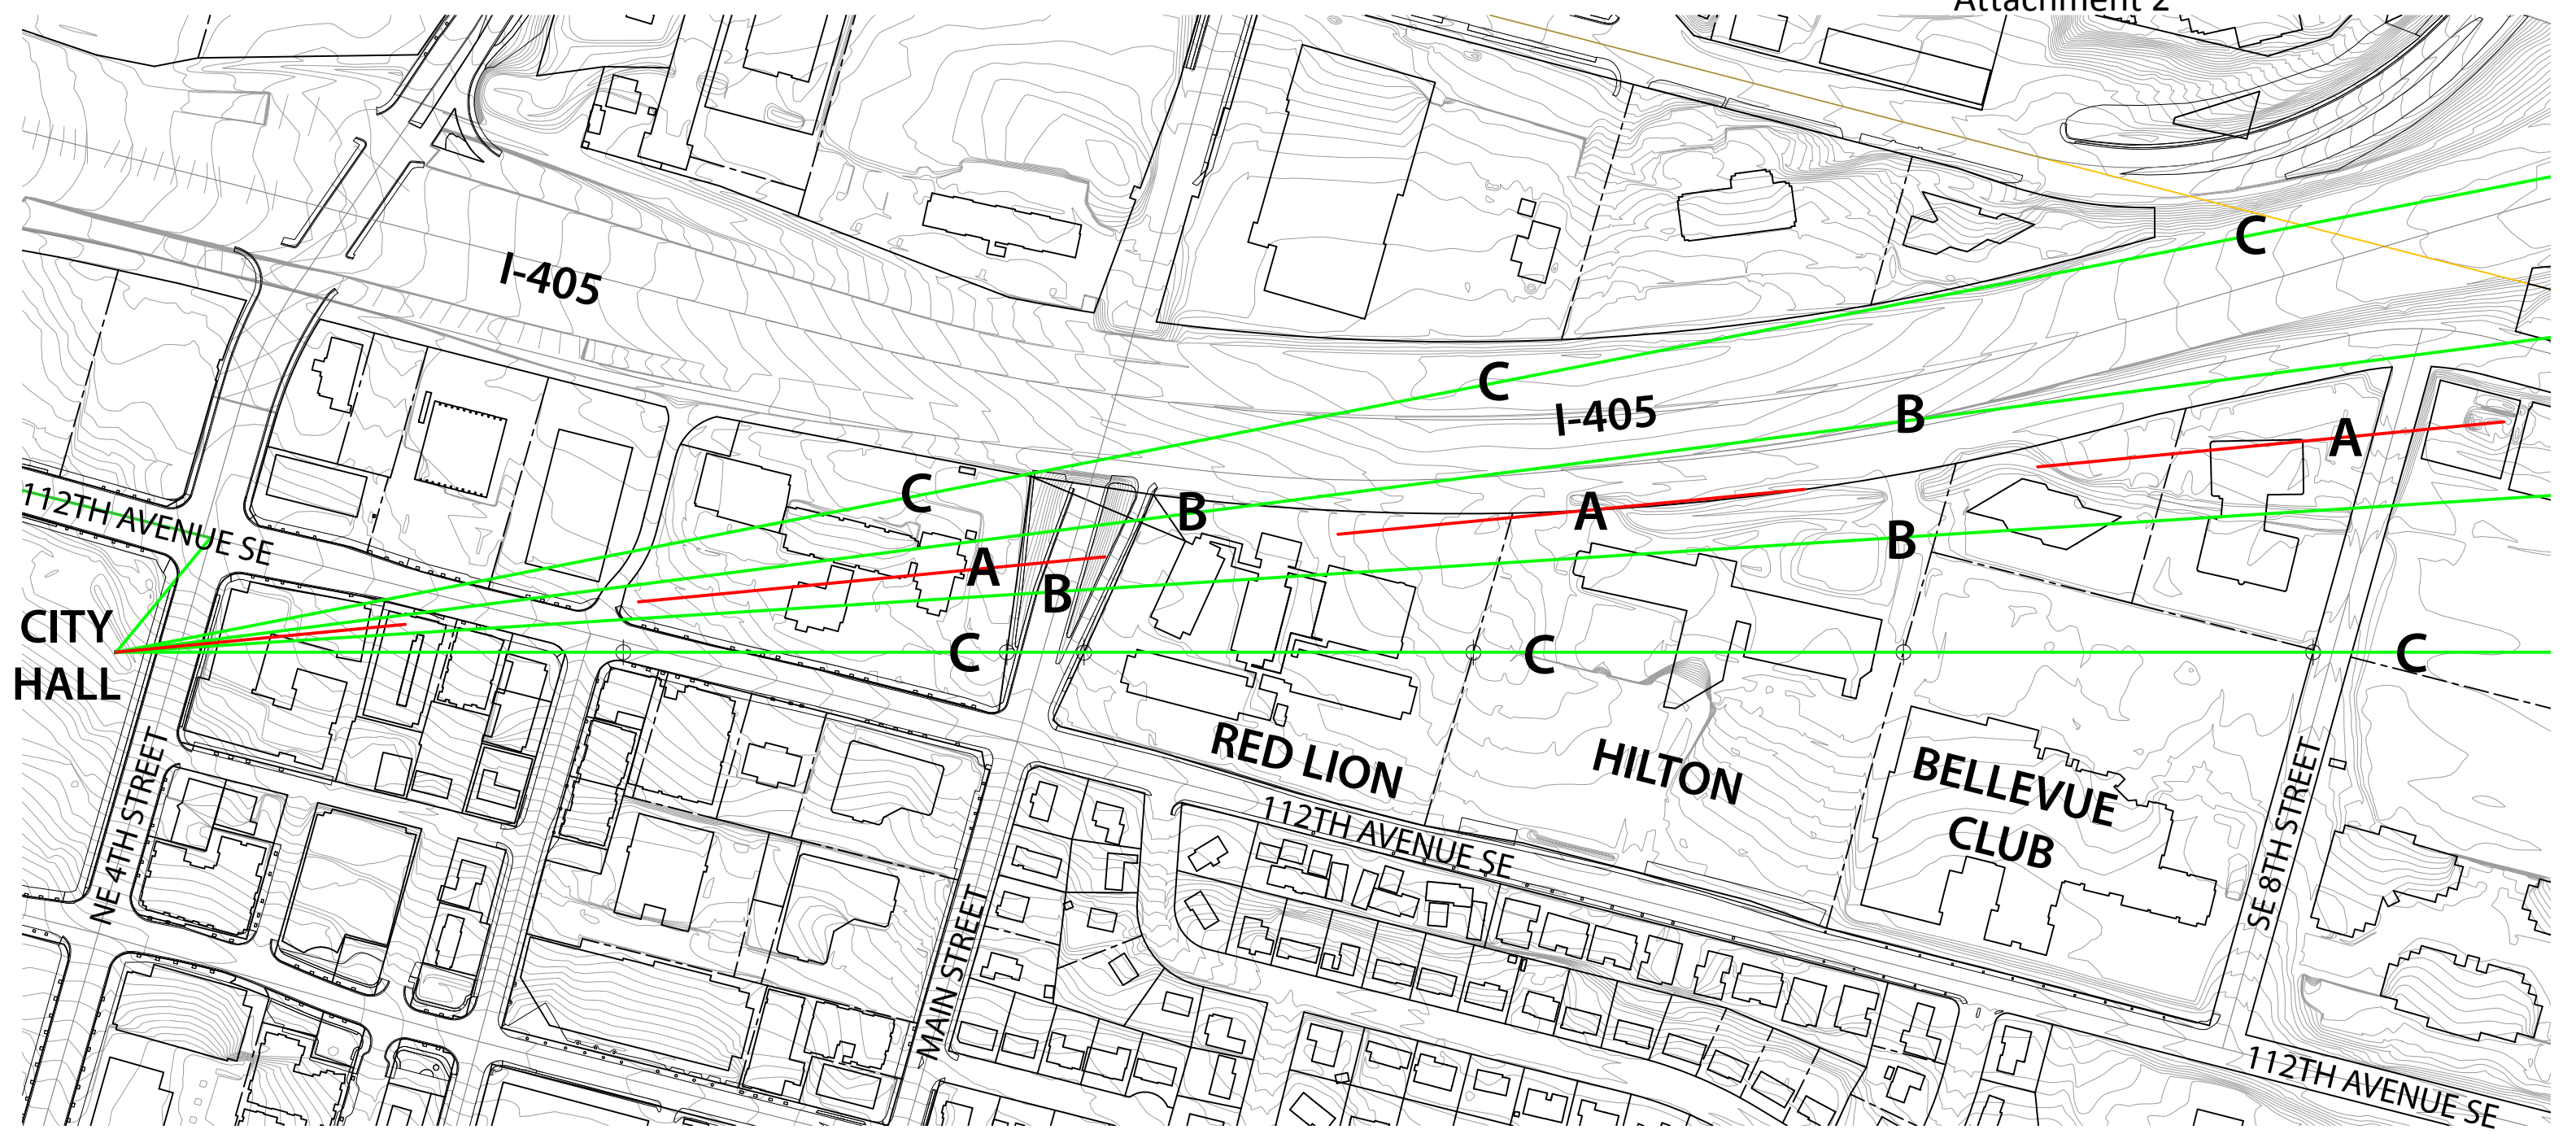 Attachment 2
I-405
C
C
I-405
B
A
C
B
A
B
112TH AVENUE SE
A
B
CITY
HALL
C
C
C
RED LION
HILTON
BELLEVUE
CLUB
NE 4TH STREET
112TH AVENUE SE
SE 8TH STREET
MAIN STREET
112TH AVENUE SE